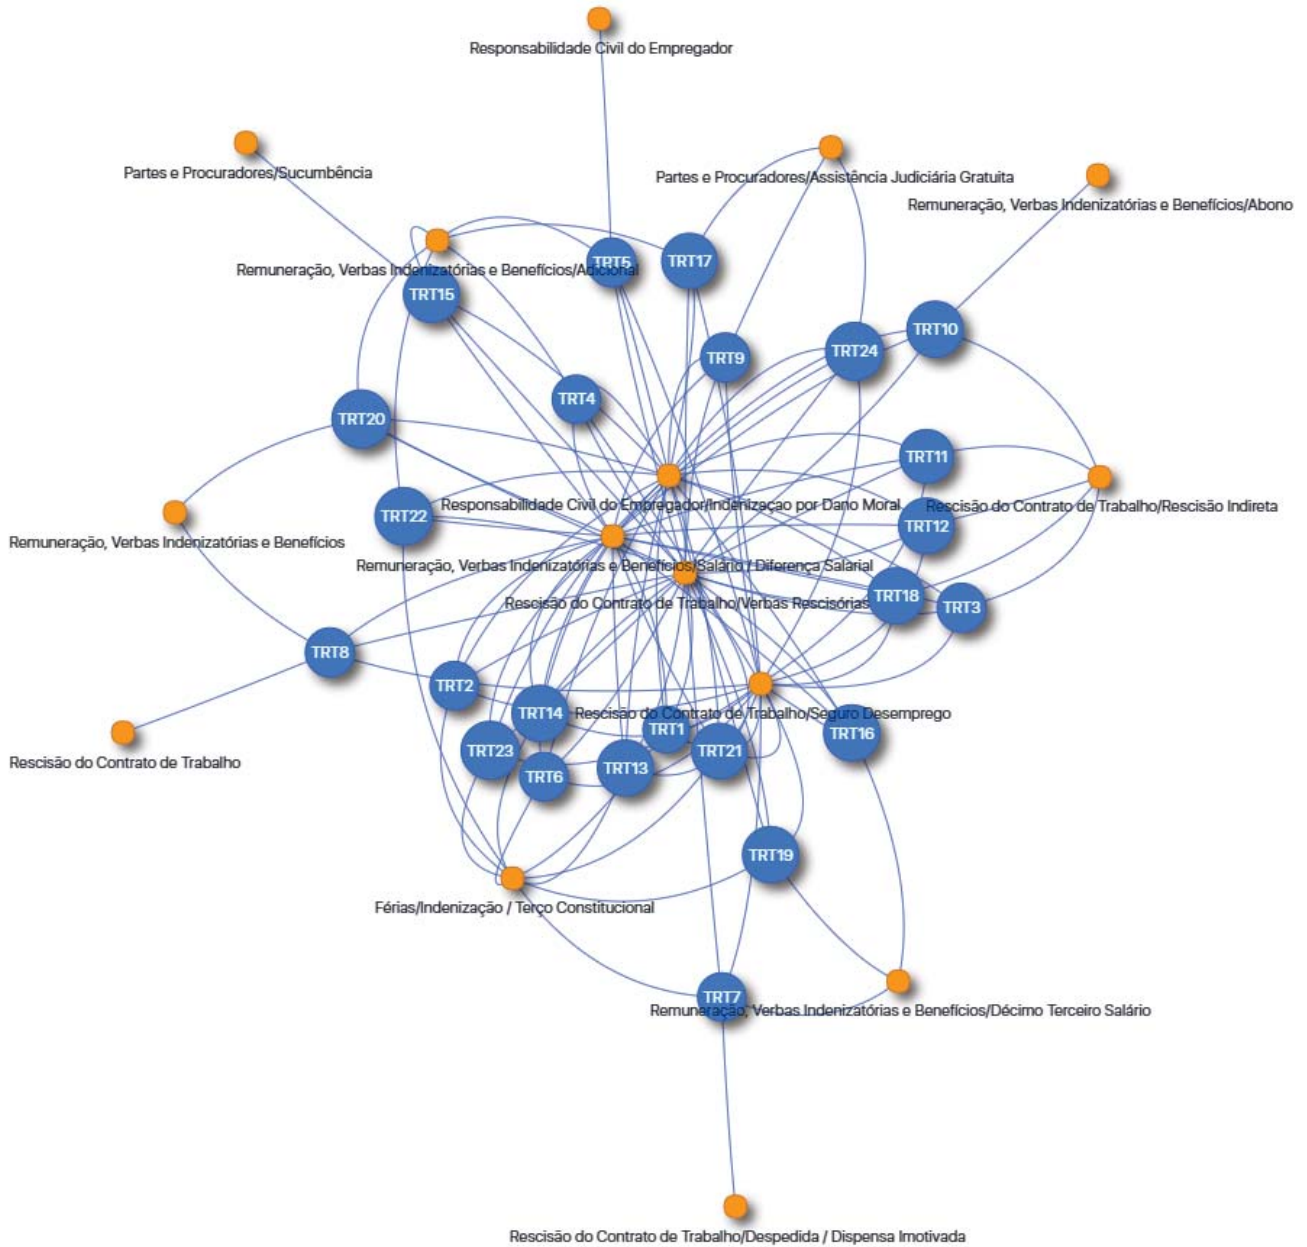 Responsabilidade Civil do Empregador
Partes e Procuradores/Sucumbência
Partes e Procuradores/Assistência Judiciária Gratuita
Remuneração, Verbas Indenizatórias e Benefícios/Abono
TRT5
TRT17
Remuneração, Verbas Indenizatórias e Benefícios/Adicional
TRT15
TRT10
TRT24
TRT9
TRT4
TRT20
TRT11
Responsabilidade Civil do Empregador/Indenizaçao por Dano Moral
Rescisão do Contrato de Trabalho/Rescisão Indireta
TRT22
TRT12
Remuneração, Verbas Indenizatórias e Benefícios
Remuneração, Verbas Indenizatórias e Benefícios/Salário / Diferença Salarial
TRT18
Rescisão do Contrato de Trabalho/Verbas Rescisórias
TRT3
TRT8
TRT2
TRT14
Rescisão do Contrato de Trabalho/Seguro Desemprego
TRT1
TRT16
TRT23
TRT21
Rescisão do Contrato de Trabalho
TRT13
TRT6
TRT19
Férias/Indenização / Terço Constitucional
TRT7
Remuneração, Verbas Indenizatórias e Benefícios/Décimo Terceiro Salário
Rescisão do Contrato de Trabalho/Despedida / Dispensa Imotivada